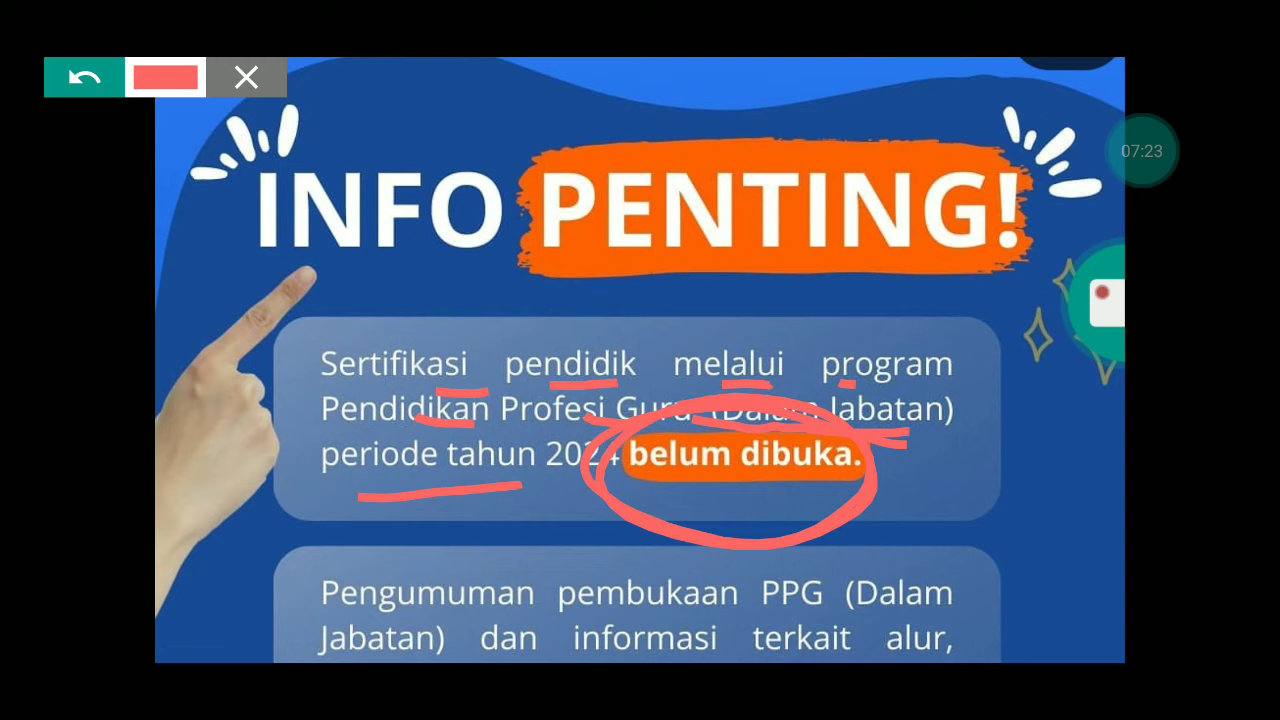 07:23
INFO PENTING!
Sertifikasi pendidik melalui program
Pendidikan Profesi Guru (Dalam Jabatan)
periode tahun 2024 belum dibuka.
Pengumuman pembukaan PPG (Dalam
Jabatan) dan informasi terkait alur,